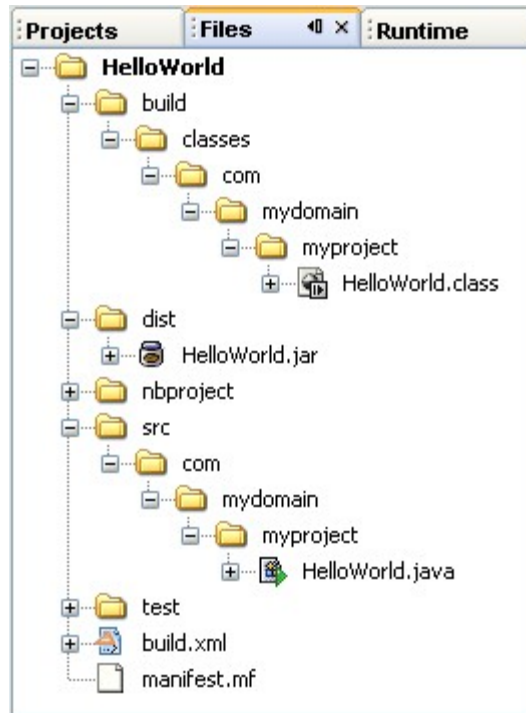 Projects Files Runtime
HelloWorld
build
classes
com
mydomain
myproject
HelloWorld.class
dist
HelloWorld.jar
nbproject
src
com
mydomain
myproject
HelloWorld.java
test
build.xml
manifest.mf